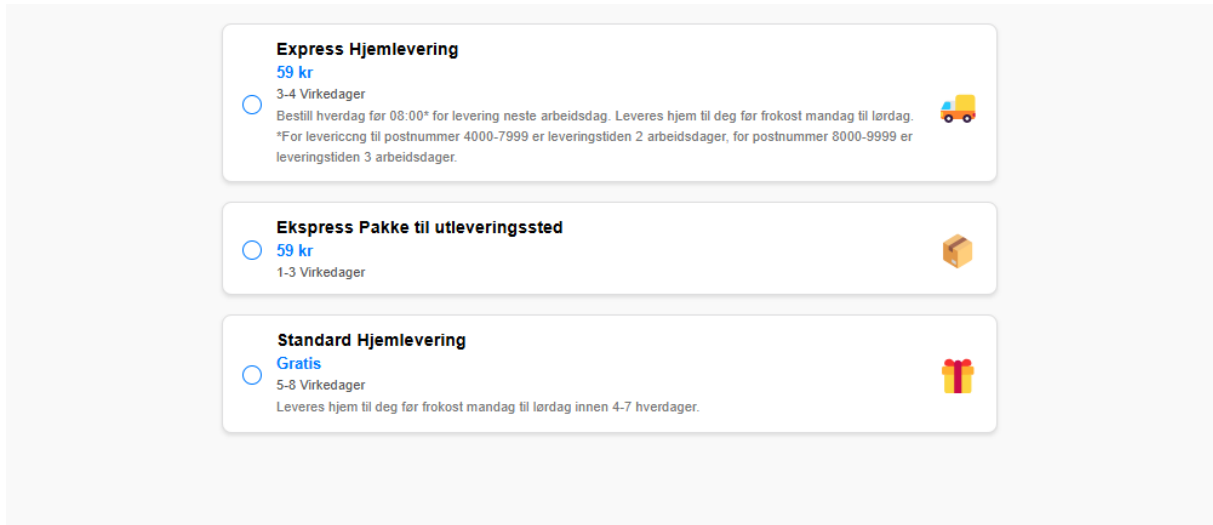 Express Hjemlevering
59 kr
3-4 Virkedager
Bestill hverdag før 08:00* for levering neste arbeidsdag. Leveres hjem til deg før frokost mandag til lørdag.
*For levericcng til postnummer 4000-7999 er leveringstiden 2 arbeidsdager, for postnummer 8000-9999 er
leveringstiden 3 arbeidsdager.
Ekspress Pakke til utleveringssted
59 kr
1-3 Virkedager
Standard Hjemlevering
Gratis
5-8 Virkedager
Leveres hjem til deg før frokost mandag til lørdag innen 4-7 hverdager.